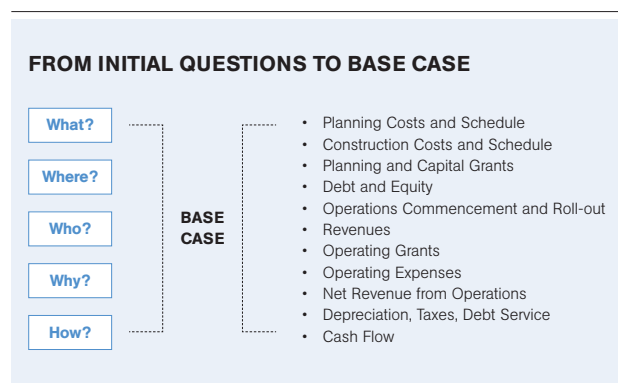 FROM INITIAL QUESTIONS TO BASE CASE
What?
Where?
Who?
Why?
How?
BASE
CASE
• Planning Costs and Schedule
• Construction Costs and Schedule
• Planning and Capital Grants
• Debt and Equity
• Operations Commencement and Roll-out
• Revenues
• Operating Grants
• Operating Expenses
• Net Revenue from Operations
• Depreciation, Taxes, Debt Service
• Cash Flow